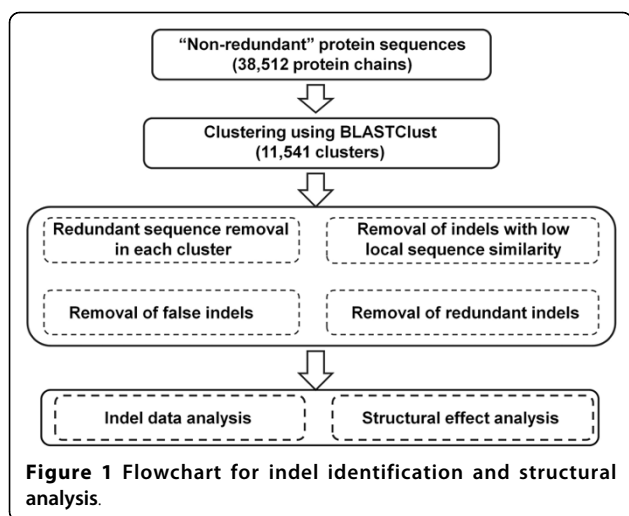 “Non-redundant” protein sequences
(38,512 protein chains)
Clustering using BLASTClust
(11,541 clusters)
Redundant sequence removal
in each cluster
Removal of indels with low
local sequence similarity
Removal of false indels
Removal of redundant indels
Indel data analysis
Structural effect analysis
Figure 1 Flowchart for indel identification and structural
analysis.